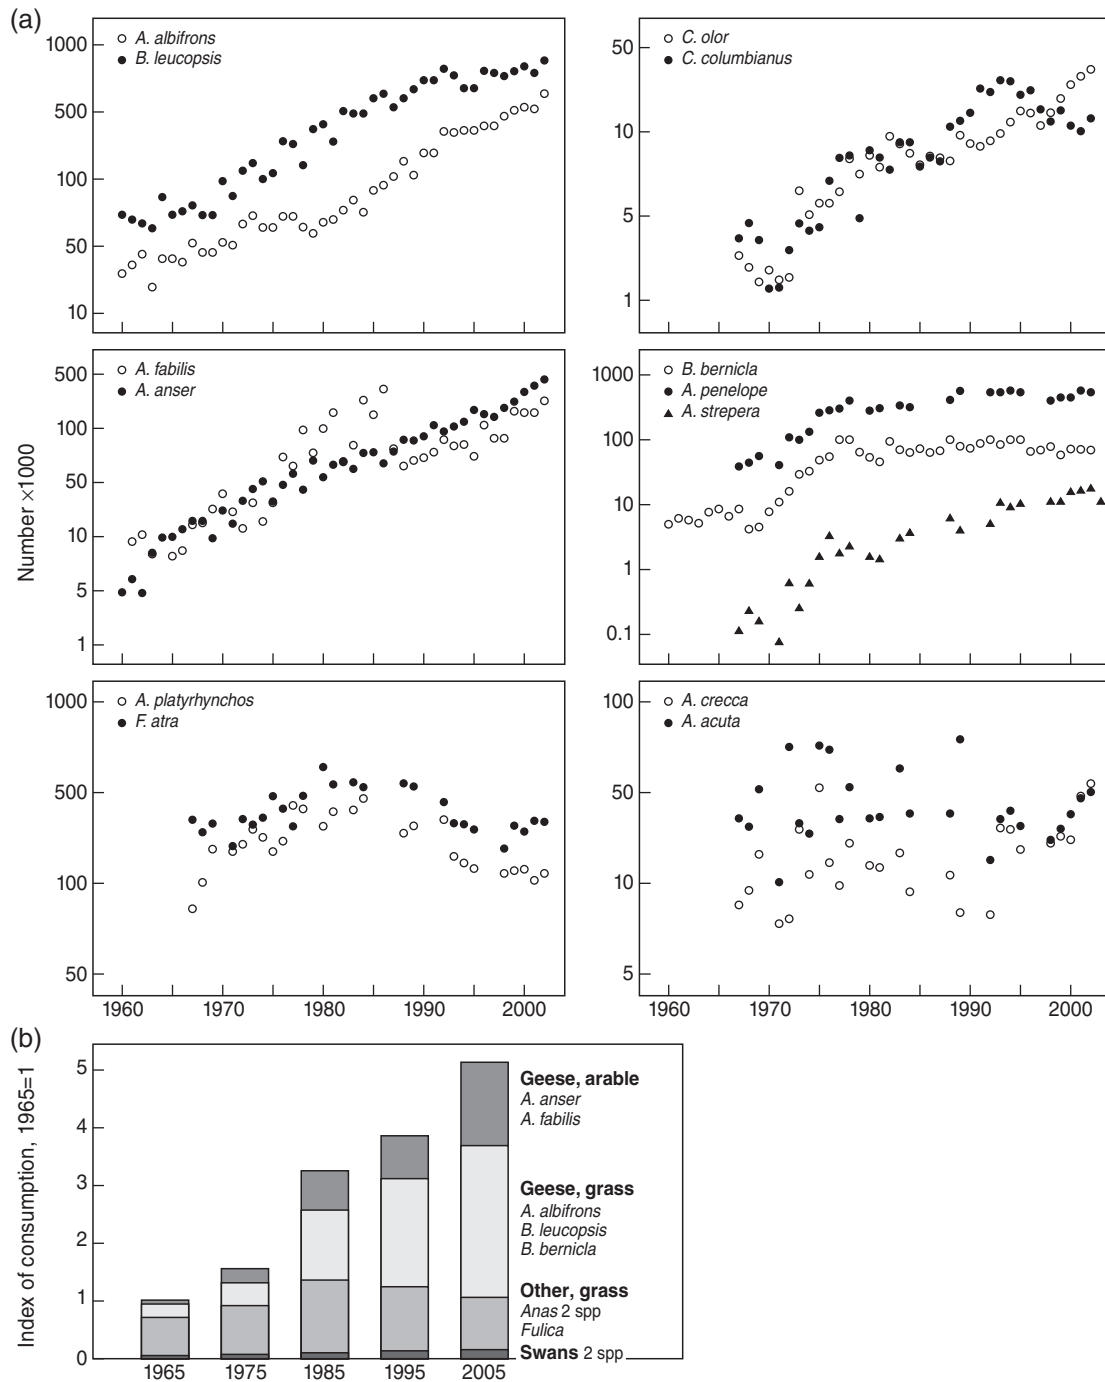 (a)
A. albifrons
B. leucopsis
1000
500
100
50
10
C. olor
C. columbianus
50
10
5
1
Number ×1000
A. fabilis
A. anser
500
100
50
10
5
1
B. bernicla
A. penelope
A. strepera
1000
100
10
1
0.1
A. platyrhynchos
F. atra
1000
500
100
50
1960 1970 1980 1990 2000
A. crecca
A. acuta
100
50
10
5
1960 1970 1980 1990 2000
(b)
Index of consumption, 1965=1
5
4
3
2
1
0
Geese, arable
A. anser
A. fabilis
Geese, grass
A. albifrons
B. leucopsis
B. bernicla
Other, grass
Anas 2 spp
Fulica
Swans 2 spp
1965 1975 1985 1995 2005